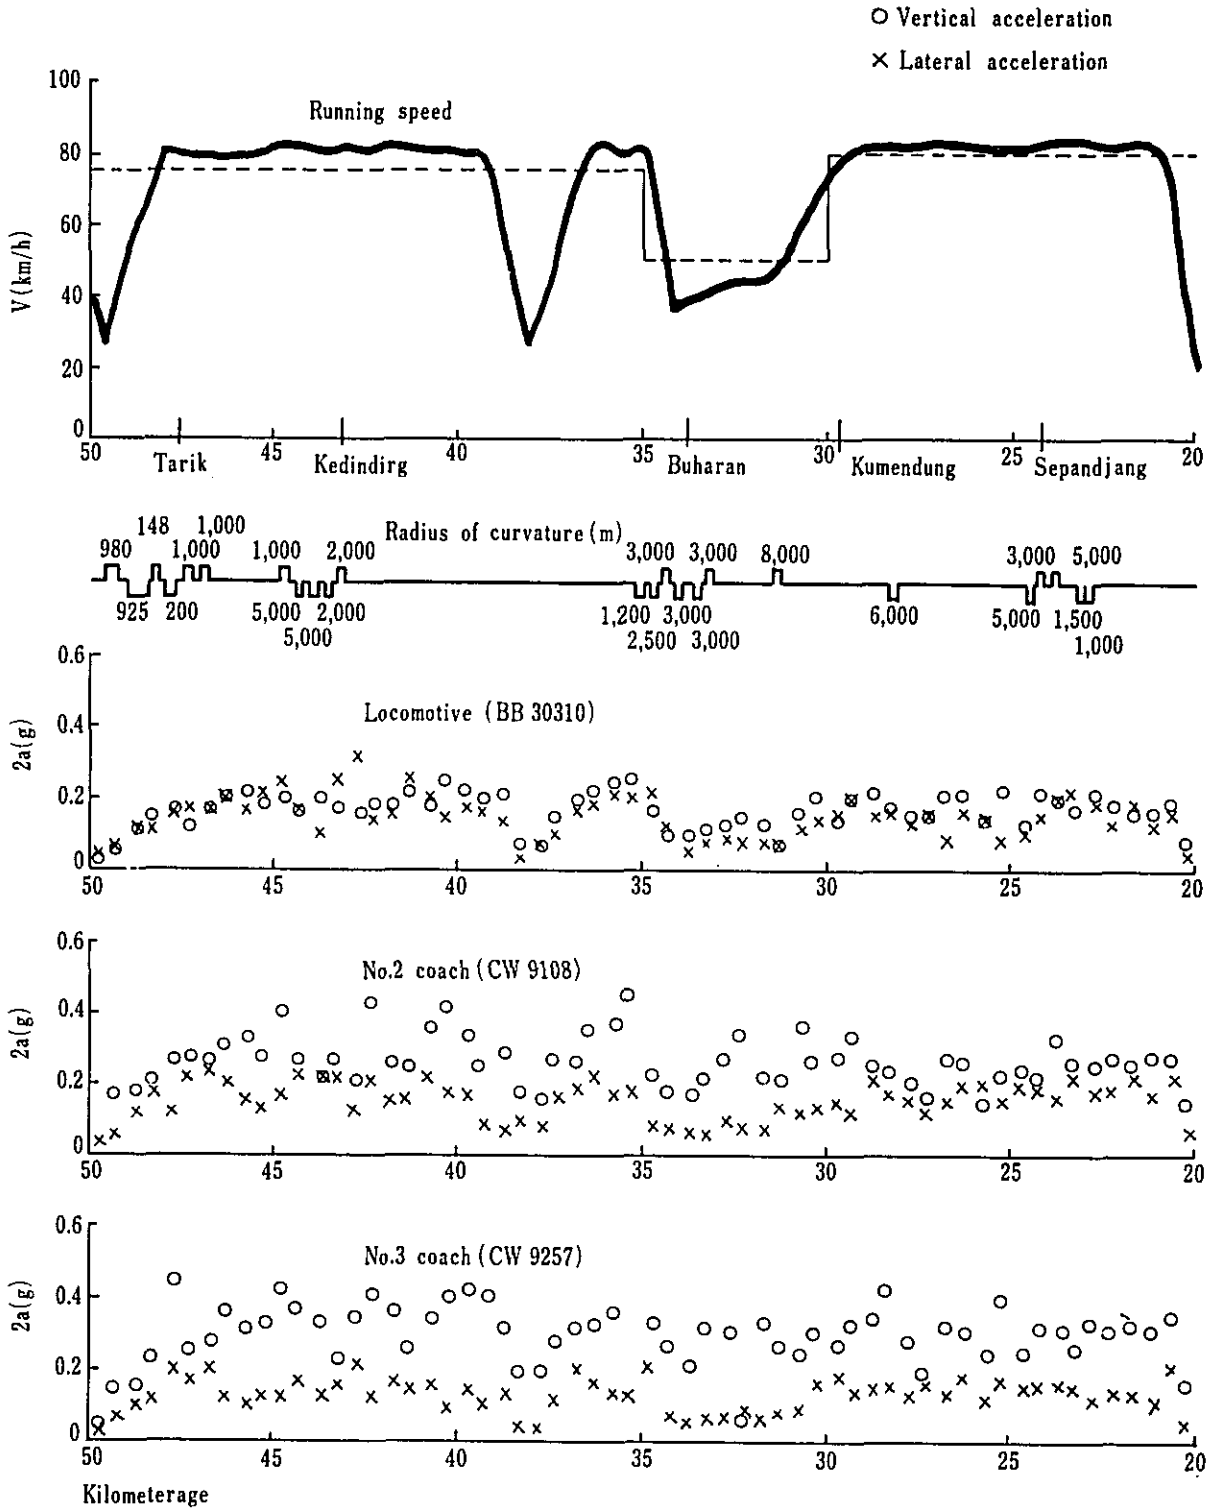 ○ Vertical acceleration
× Lateral acceleration
Running speed
V(km/h)
100
80
60
40
20
0
50 45 40 35 30 25 20
Tarik Kedindirg Buharan Kumendung Sepandjang
Radius of curvature(m)
148 1,000
980 1,000 1,000 2,000 3,000 3,000 8,000 3,000 5,000
925 200 5,000 2,000 1,200 3,000 6,000 5,000 1,500
5,000 2,500 3,000 1,000
Locomotive (BB 30310)
2a(g)
0.6
0.4
0.2
0
50 45 40 35 30 25 20
No.2 coach (CW 9108)
2a(g)
0.6
0.4
0.2
0
50 45 40 35 30 25 20
No.3 coach (CW 9257)
2a(g)
0.6
0.4
0.2
0
50 45 40 35 30 25 20
Kilometerage